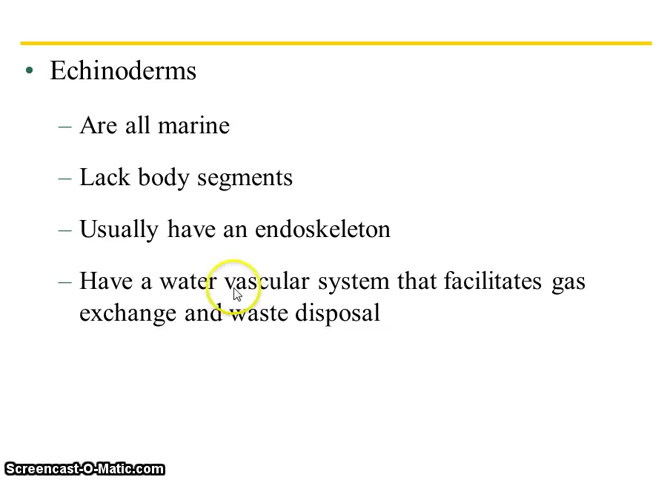 • Echinoderms
– Are all marine
– Lack body segments
– Usually have an endoskeleton
– Have a water vascular system that facilitates gas
exchange and waste disposal
Screencast-O-Matic.com